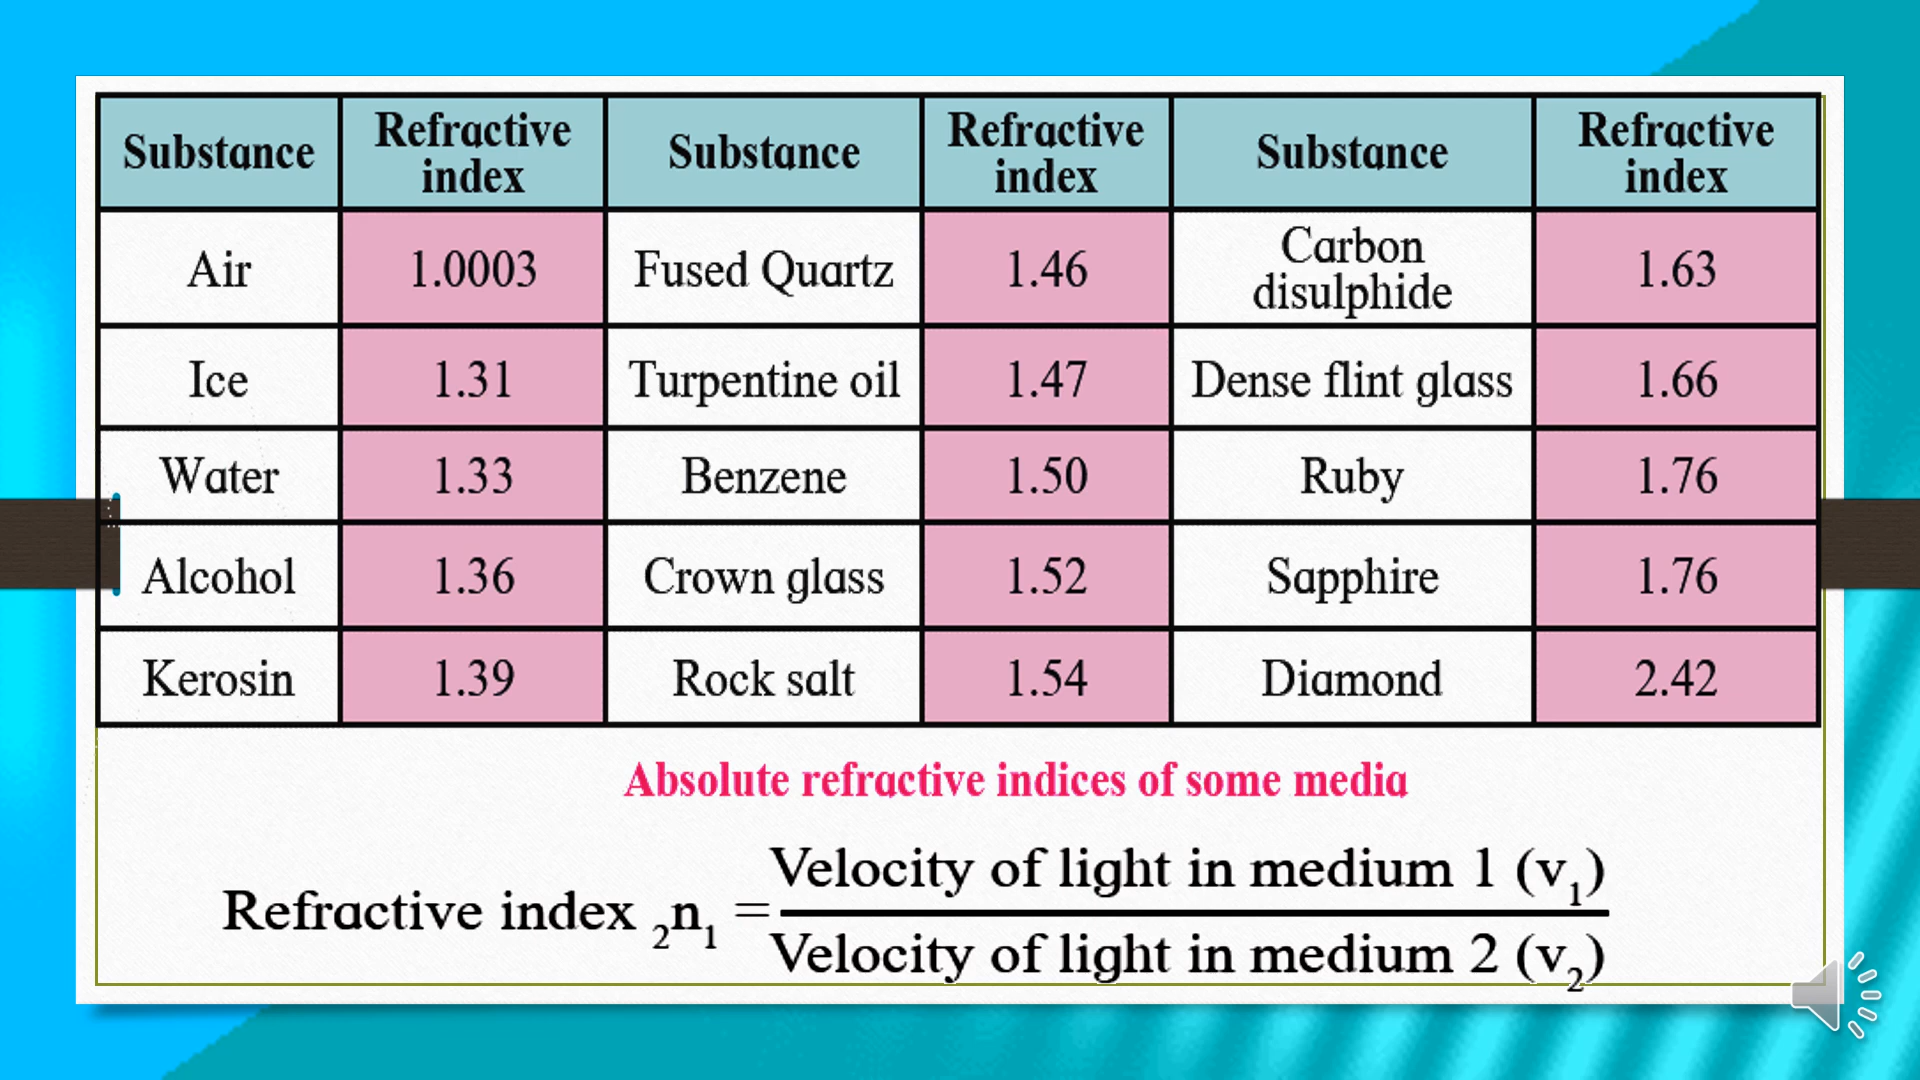 Substance Refractive index Substance Refractive index Substance Refractive index
Air 1.0003 Fused Quartz 1.46 Carbon disulphide 1.63
Ice 1.31 Turpentine oil 1.47 Dense flint glass 1.66
Water 1.33 Benzene 1.50 Ruby 1.76
Alcohol 1.36 Crown glass 1.52 Sapphire 1.76
Kerosin 1.39 Rock salt 1.54 Diamond 2.42
Absolute refractive indices of some media
Velocity of light in medium 1 (v₁)
Refractive index ₂n₁ =
Velocity of light in medium 2 (v₂)